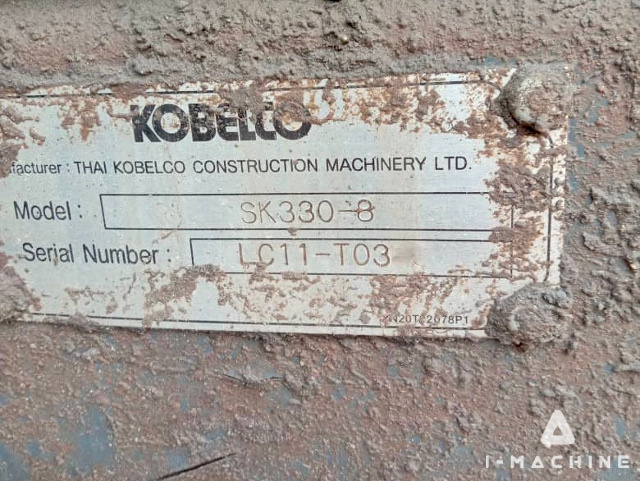 KOBELCO
facturer : THAI KOBELCO CONSTRUCTION MACHINERY LTD.
Model : SK330-8
Serial Number : LC11-T03
I-MACHINE